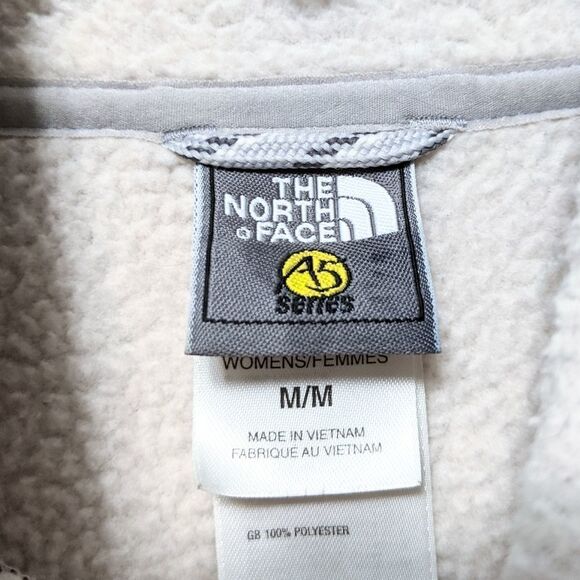 THE
NORTH
FACE
A5
series
WOMENS/FEMMES
M/M
MADE IN VIETNAM
FABRIQUE AU VIETNAM
GB 100% POLYESTER